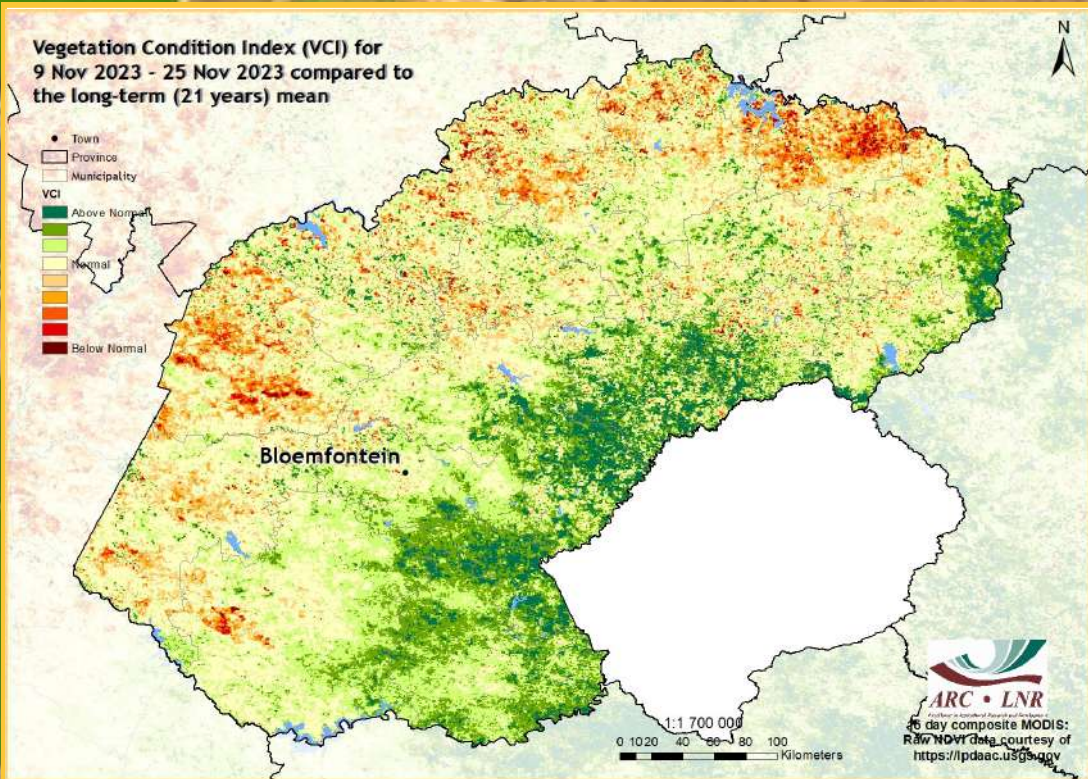 Vegetation Condition Index (VCI) for
9 Nov 2023 - 25 Nov 2023 compared to
the long-term (21 years) mean
N
Town
Province
Municipality
VCI
Above Normal
Normal
Below Normal
Bloemfontein
ARC • LNR
1:1 700 000
16 day composite MODIS:
Raw NDVI data courtesy of
https://lpdaac.usgs.gov
0 10 20 40 60 80 100
Kilometers